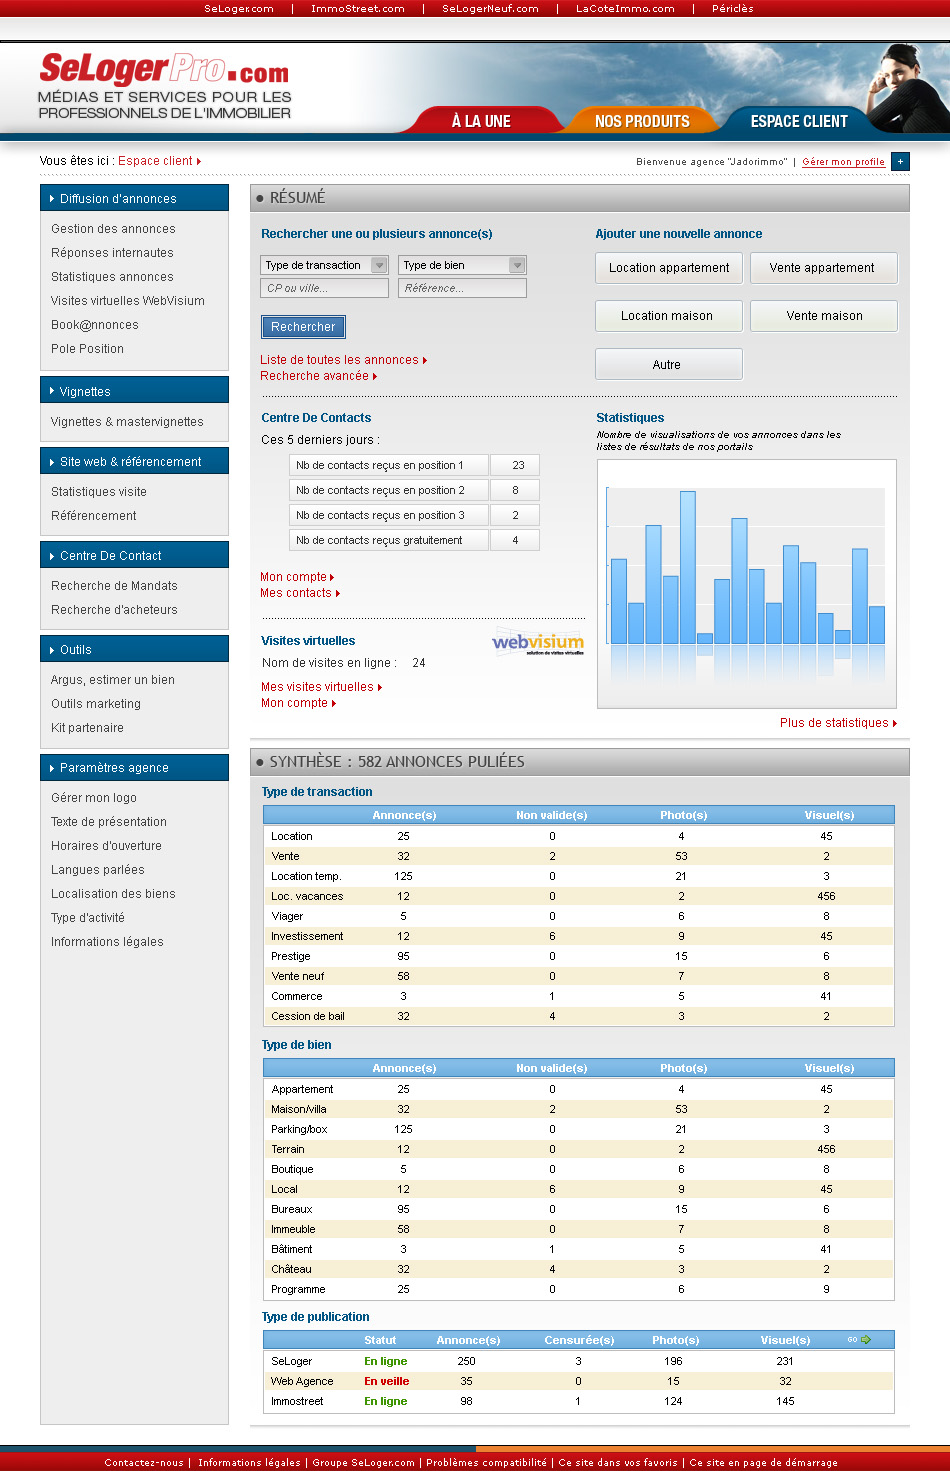 SeLoger.com | ImmoStreet.com | SeLogerNeuf.com | LaCoteImmo.com | Périclès
SeLogerPro.com
MÉDIAS ET SERVICES POUR LES
PROFESSIONNELS DE L'IMMOBILIER
À LA UNE
NOS PRODUITS
ESPACE CLIENT
Vous êtes ici : Espace client
Bienvenue agence "Jadorimmo" | Gérer mon profile +
Diffusion d'annonces
Gestion des annonces
Réponses internautes
Statistiques annonces
Visites virtuelles WebVisium
Book@nnonces
Pole Position
Vignettes
Vignettes & mastervignettes
Site web & référencement
Statistiques visite
Référencement
Centre De Contact
Recherche de Mandats
Recherche d'acheteurs
Outils
Argus, estimer un bien
Outils marketing
Kit partenaire
Paramètres agence
Gérer mon logo
Texte de présentation
Horaires d'ouverture
Langues parlées
Localisation des biens
Type d'activité
Informations légales
RÉSUMÉ
Rechercher une ou plusieurs annonce(s)
Type de transaction
Type de bien
CP ou ville...
Référence...
Rechercher
Liste de toutes les annonces
Recherche avancée
Ajouter une nouvelle annonce
Location appartement
Vente appartement
Location maison
Vente maison
Autre
Centre De Contacts
Ces 5 derniers jours :
Nb de contacts reçus en position 1 23
Nb de contacts reçus en position 2 8
Nb de contacts reçus en position 3 2
Nb de contacts reçus gratuitement 4
Mon compte
Mes contacts
Visites virtuelles
webvisium
solution de visites virtuelles
Nom de visites en ligne : 24
Mes visites virtuelles
Mon compte
Statistiques
Nombre de visualisations de vos annonces dans les
listes de résultats de nos portails
Plus de statistiques
SYNTHÈSE : 582 ANNONCES PULIÉES
Type de transaction
Annonce(s) Non valide(s) Photo(s) Visuel(s)
Location 25 0 4 45
Vente 32 2 53 2
Location temp. 125 0 21 3
Loc. vacances 12 0 2 456
Viager 5 0 6 8
Investissement 12 6 9 45
Prestige 95 0 15 6
Vente neuf 58 0 7 8
Commerce 3 1 5 41
Cession de bail 32 4 3 2
Type de bien
Annonce(s) Non valide(s) Photo(s) Visuel(s)
Appartement 25 0 4 45
Maison/villa 32 2 53 2
Parking/box 125 0 21 3
Terrain 12 0 2 456
Boutique 5 0 6 8
Local 12 6 9 45
Bureaux 95 0 15 6
Immeuble 58 0 7 8
Bâtiment 3 1 5 41
Château 32 4 3 2
Programme 25 0 6 9
Type de publication
Statut Annonce(s) Censurée(s) Photo(s) Visuel(s) GO
SeLoger En ligne 250 3 196 231
Web Agence En veille 35 0 15 32
Immostreet En ligne 98 1 124 145
Contactez-nous | Informations légales | Groupe SeLoger.com | Problèmes compatibilité | Ce site dans vos favoris | Ce site en page de démarrage